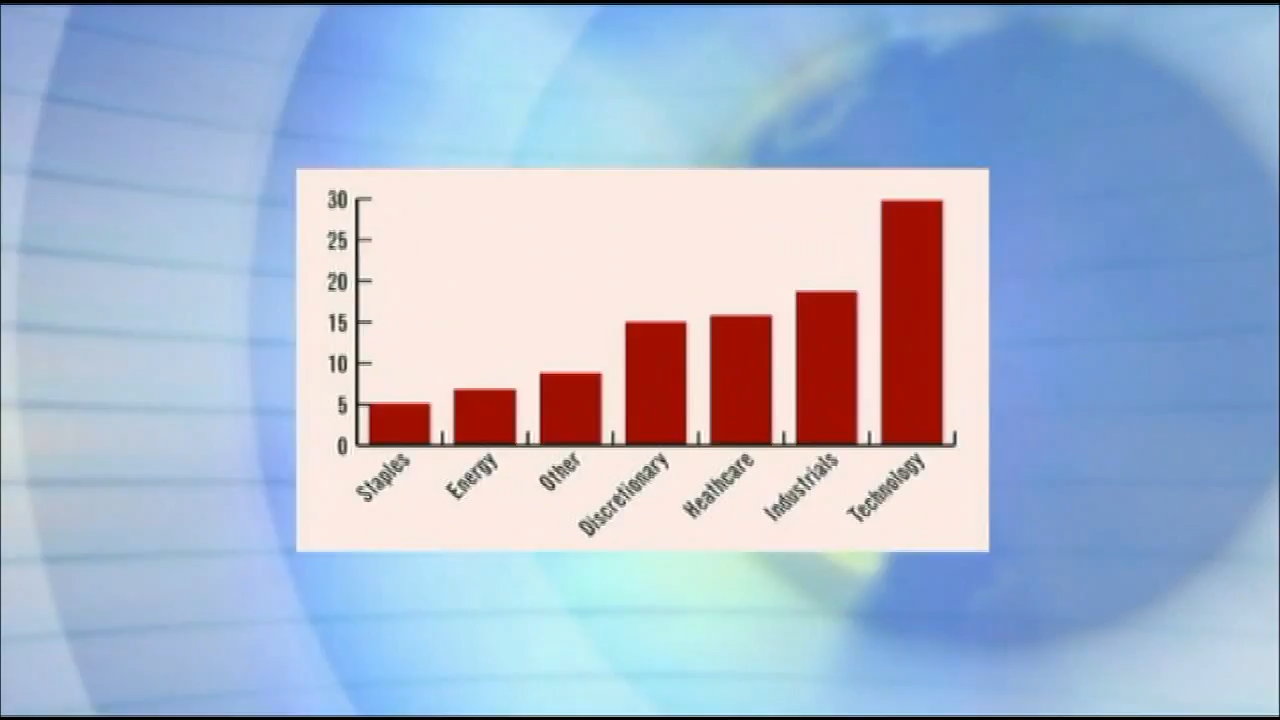 30
25
20
15
10
5
0
Staples
Energy
Other
Discretionary
Heathcare
Industrials
Technology